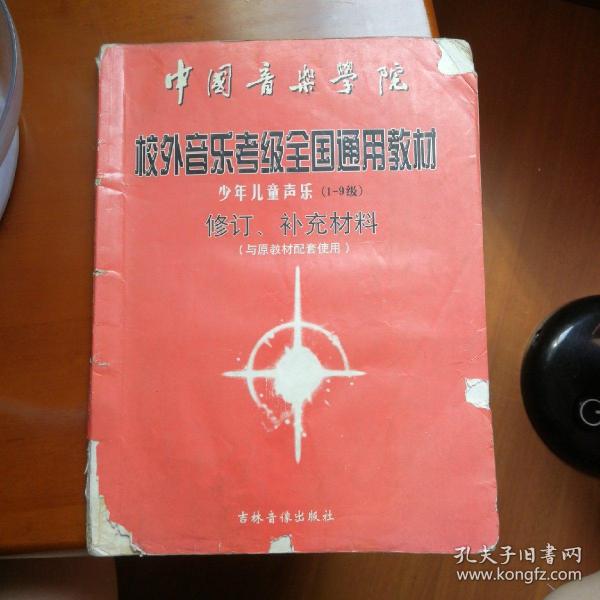 中國音樂學院
校外音乐考级全国通用教材
少年儿童声乐（1-9级）
修订、补充材料
（与原教材配套使用）
吉林音像出版社
G
孔夫子旧书网
www.kongfz.com